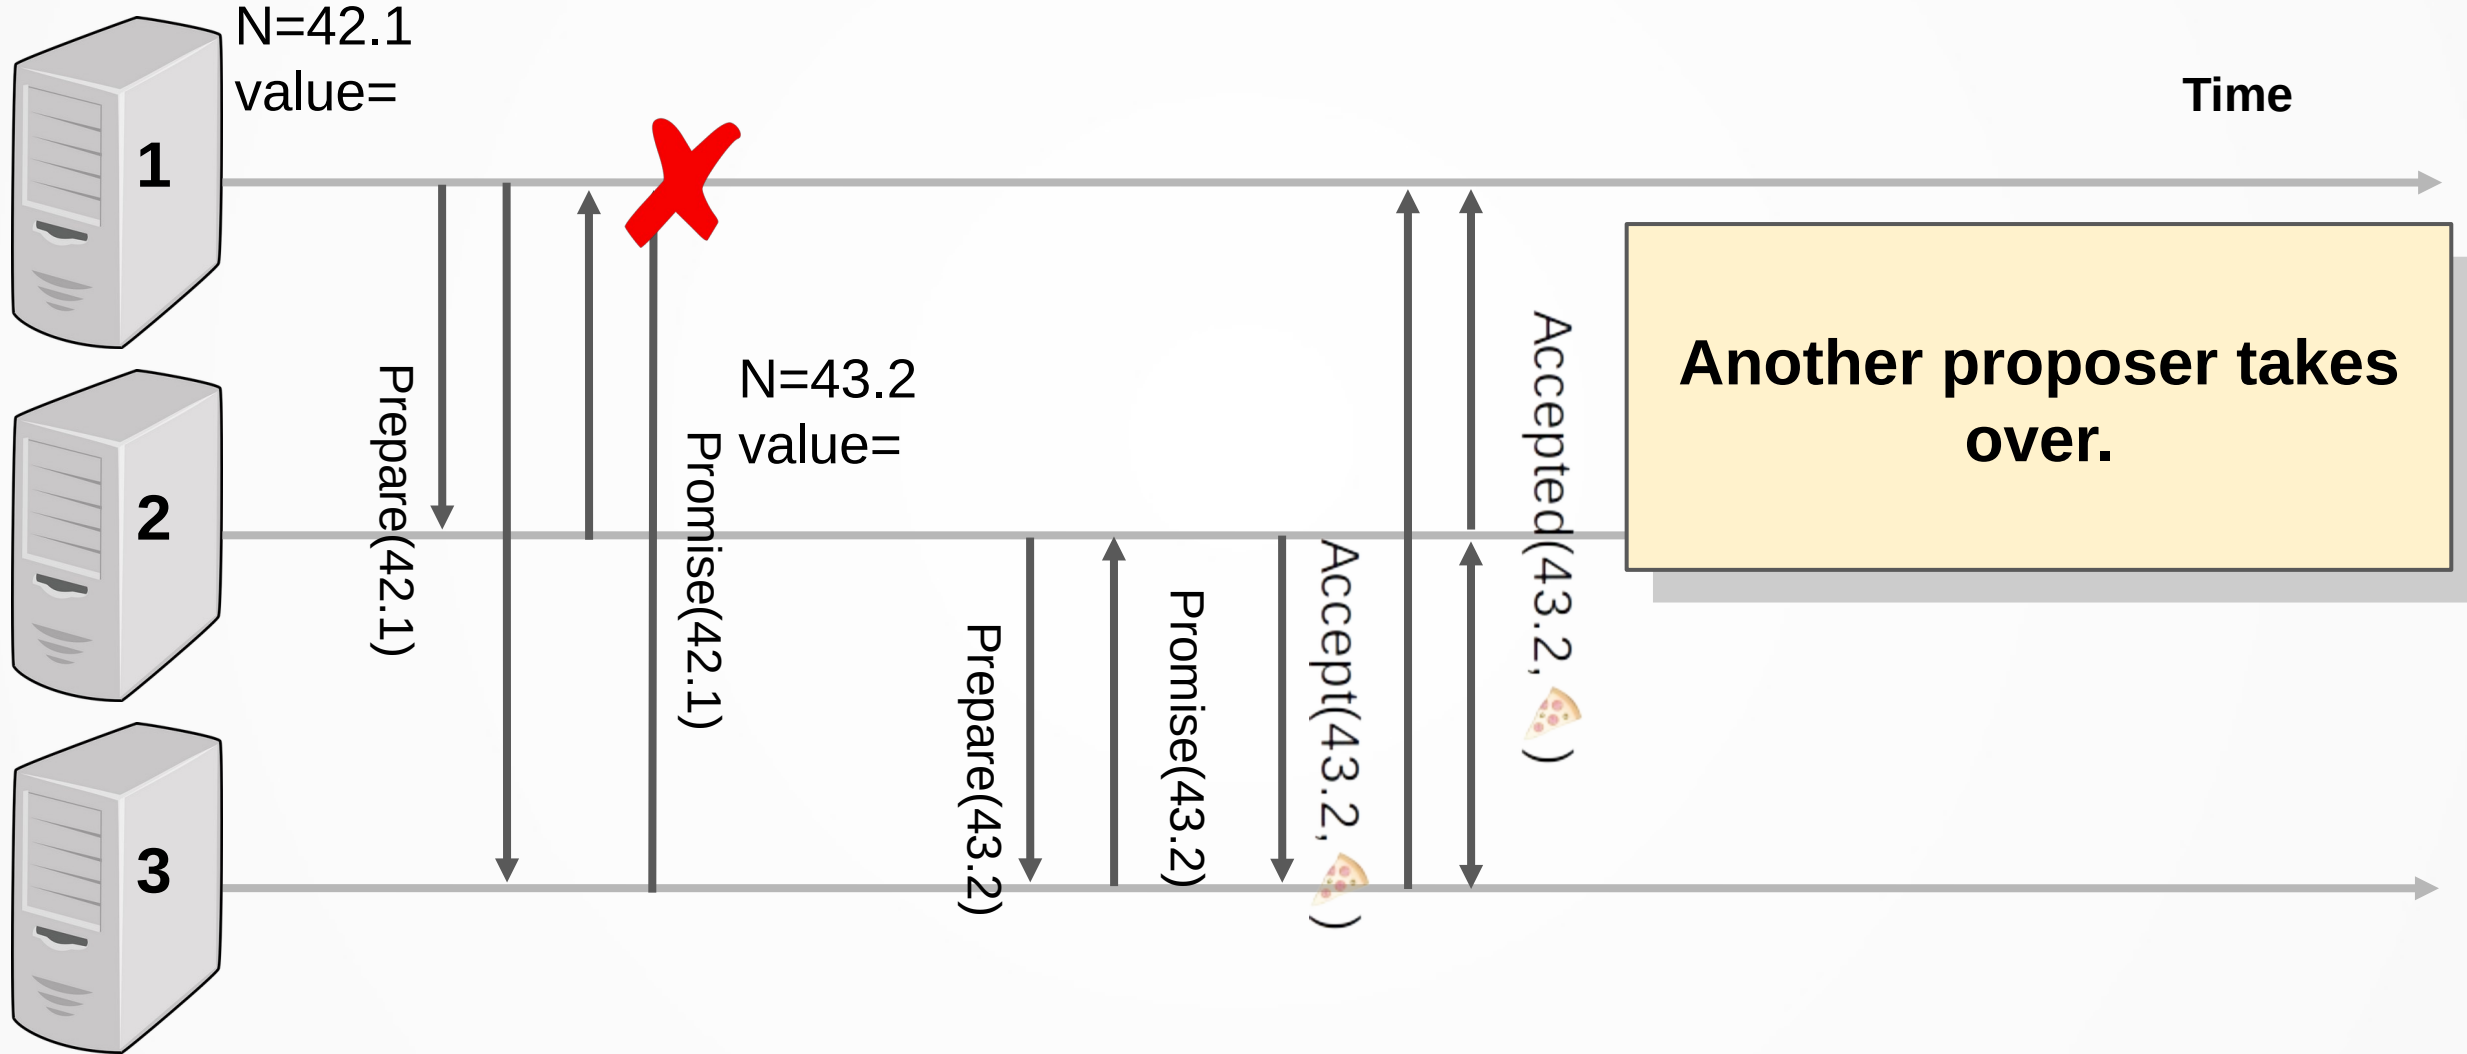 N=42.1
value=
Time
1
Prepare(42.1)
Promise(42.1)
N=43.2
value=
2
Prepare(43.2)
Promise(43.2)
Accept(43.2, 🍕)
Accepted(43.2, 🍕)
Another proposer takes
over.
3